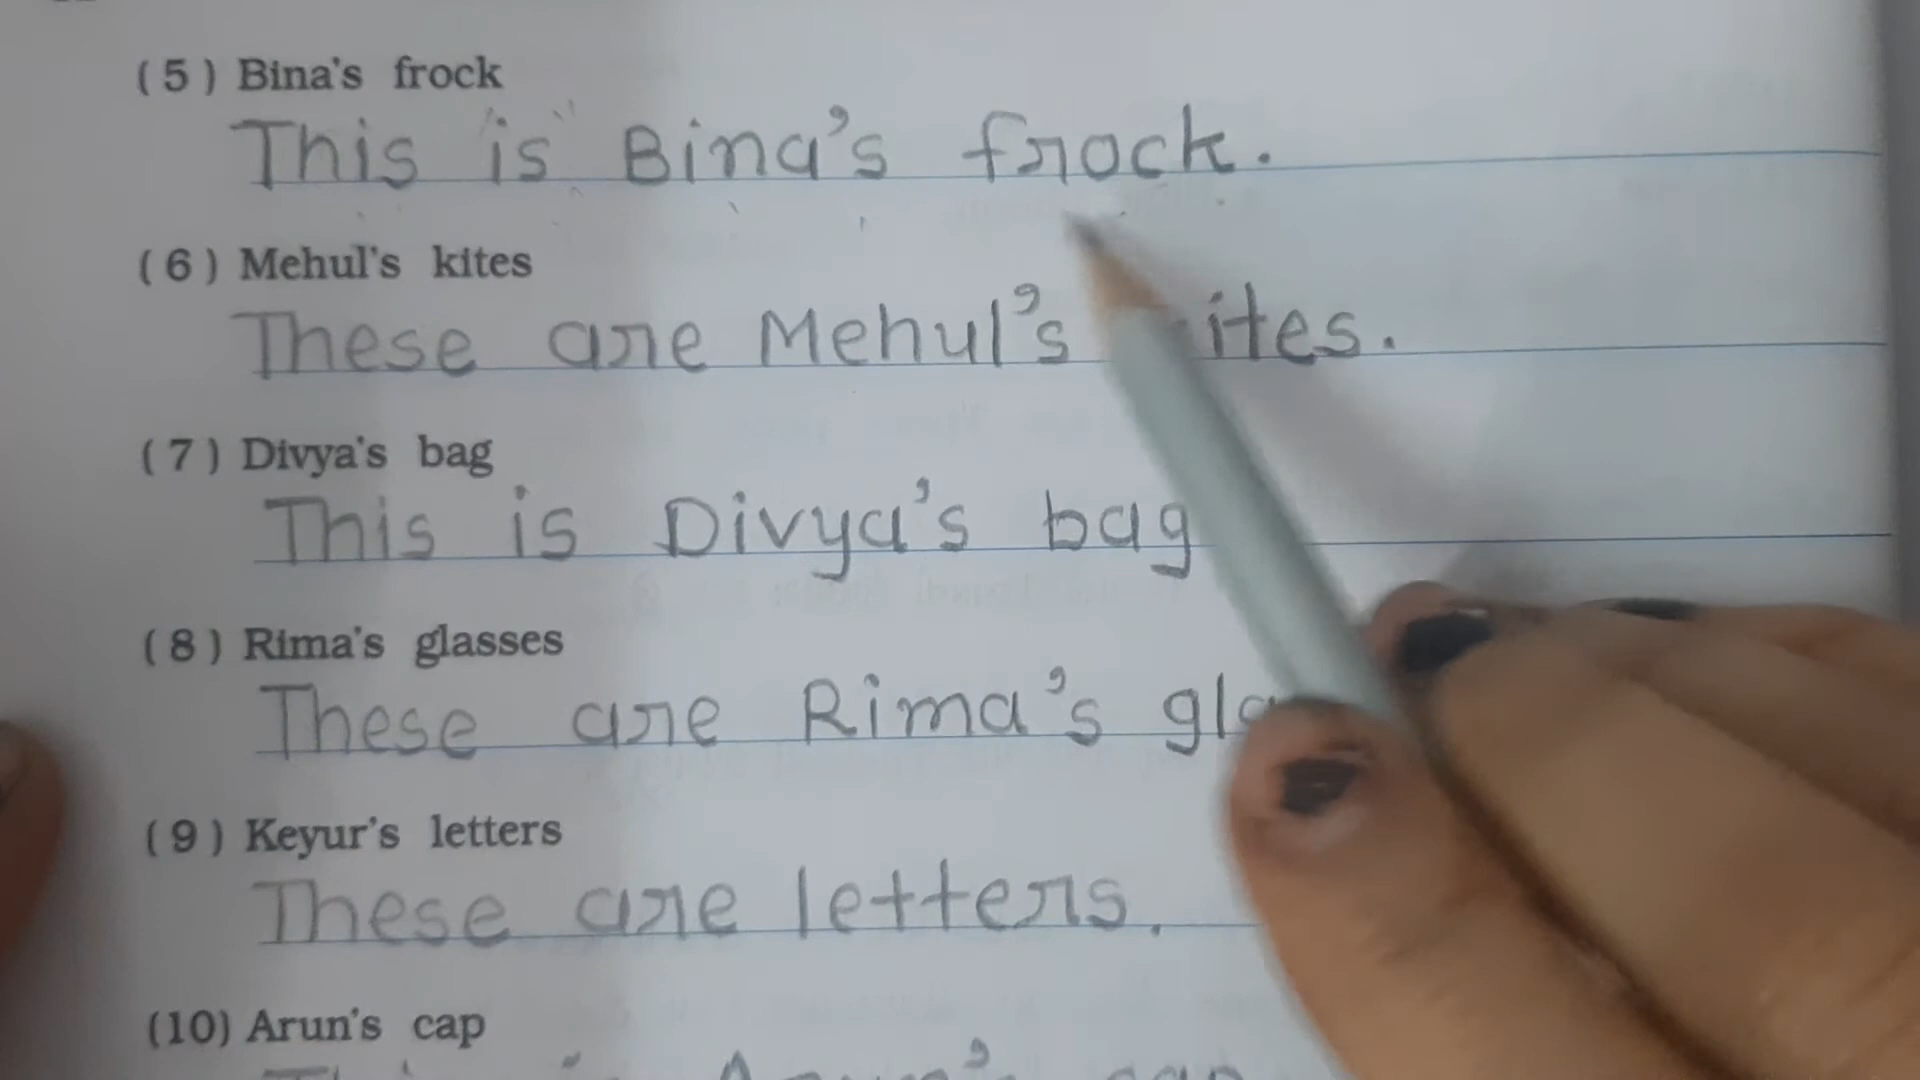 (5) Bina's frock
This is Bina's frock.
(6) Mehul's kites
These are Mehul's ites.
(7) Divya's bag
This is Divya's bag
(8) Rima's glasses
These are Rima's
(9) Keyur's letters
These are letters.
(10) Arun's cap